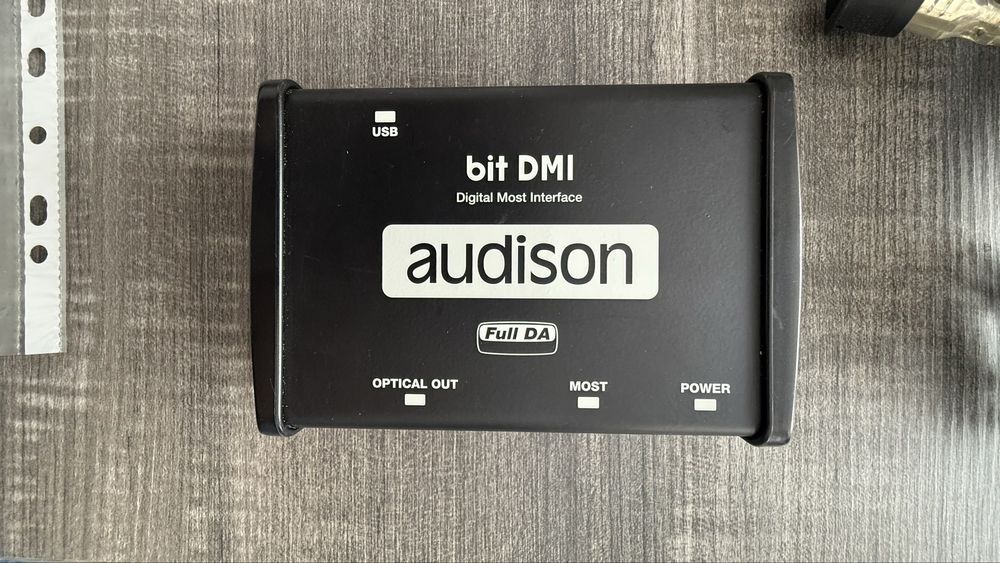 USB
bit DMI
Digital Most Interface
audison
Full DA
OPTICAL OUT
MOST
POWER